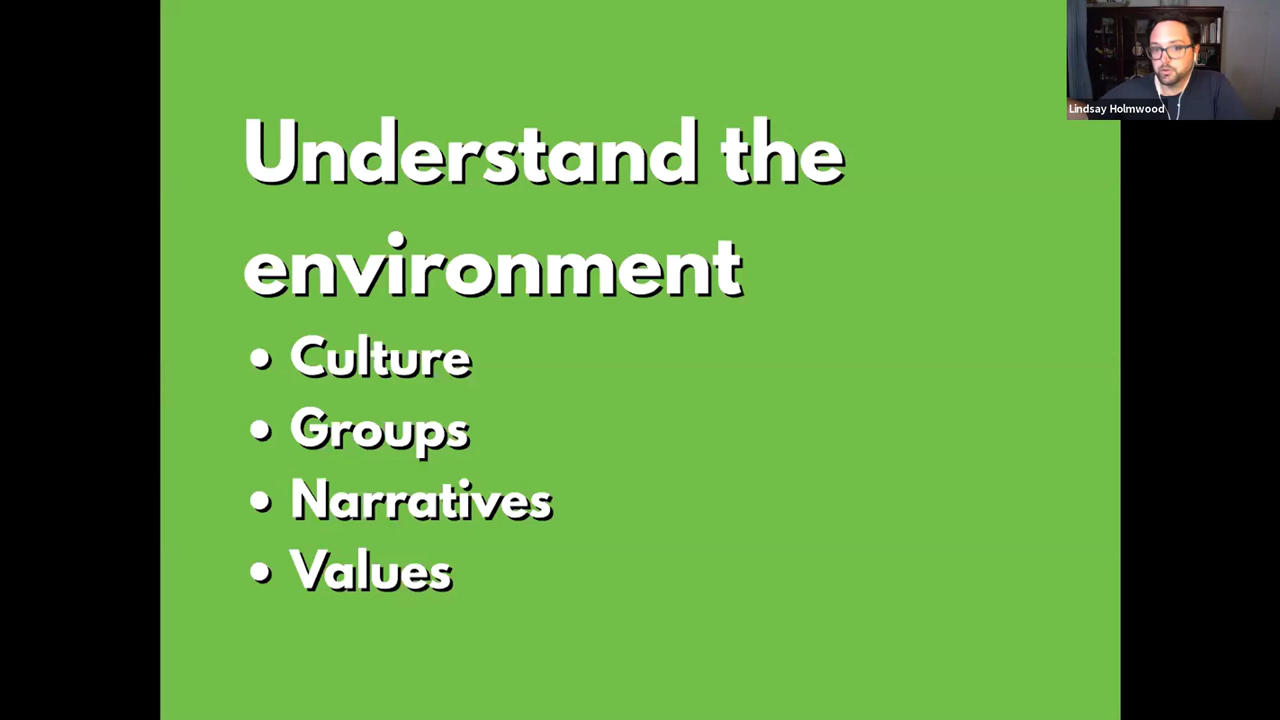 Lindsay Holmwood
Understand the
environment
• Culture
• Groups
• Narratives
• Values